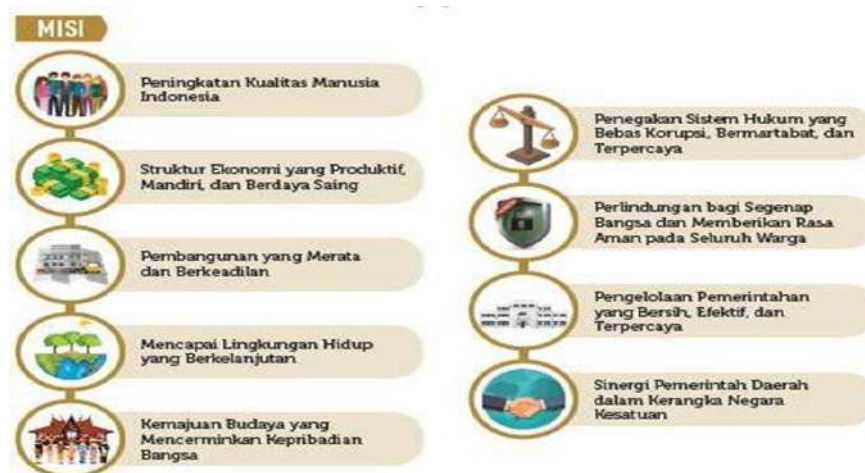 MISI
Peningkatan Kualitas Manusia
Indonesia
Struktur Ekonomi yang Produktif,
Mandiri, dan Berdaya Saing
Pembangunan yang Merata
dan Berkeadilan
Mencapai Lingkungan Hidup
yang Berkelanjutan
Kemajuan Budaya yang
Mencerminkan Kepribadian
Bangsa
Penegakan Sistem Hukum yang
Bebas Korupsi, Bermartabat, dan
Terpercaya
Perlindungan bagi Segenap
Bangsa dan Memberikan Rasa
Aman pada Seluruh Warga
Pengelolaan Pemerintahan
yang Bersih, Efektif, dan
Terpercaya
Sinergi Pemerintah Daerah
dalam Kerangka Negara
Kesatuan